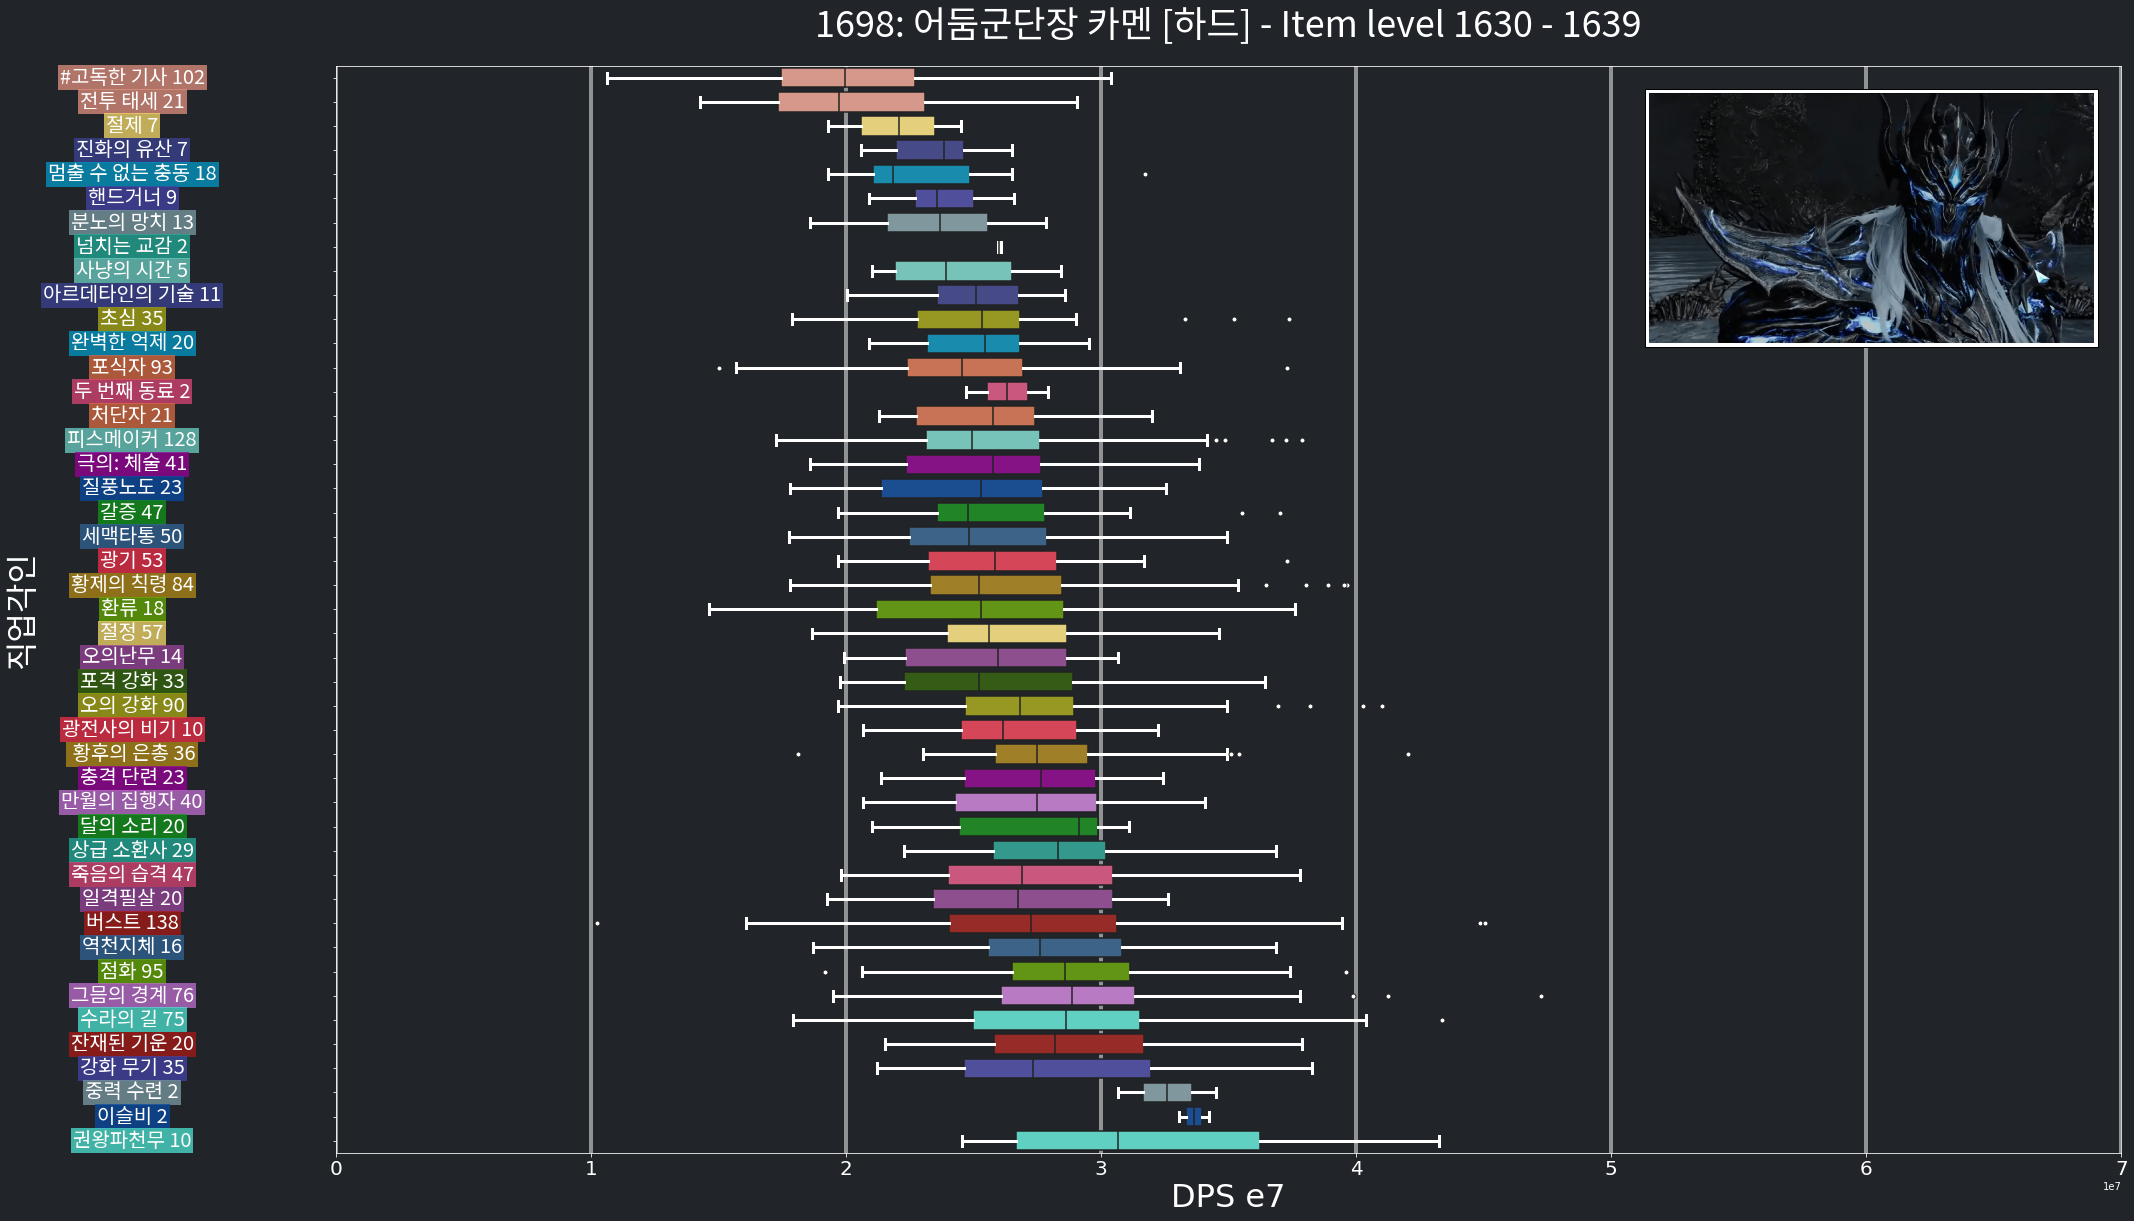 1698: 어둠군단장 카멘 [하드] - Item level 1630 - 1639
직업각인
#고독한 기사 102
전투 태세 21
절제 7
진화의 유산 7
멈출 수 없는 충동 18
핸드거너 9
분노의 망치 13
넘치는 교감 2
사냥의 시간 5
아르데타인의 기술 11
초심 35
완벽한 억제 20
포식자 93
두 번째 동료 2
처단자 21
피스메이커 128
극의: 체술 41
질풍노도 23
갈증 47
세맥타통 50
광기 53
황제의 칙령 84
환류 18
절정 57
오의난무 14
포격 강화 33
오의 강화 90
광전사의 비기 10
황후의 은총 36
충격 단련 23
만월의 집행자 40
달의 소리 20
상급 소환사 29
죽음의 습격 47
일격필살 20
버스트 138
역천지체 16
점화 95
그믐의 경계 76
수라의 길 75
잔재된 기운 20
강화 무기 35
중력 수련 2
이슬비 2
권왕파천무 10
0 1 2 3 4 5 6 7
DPS e7
1e7